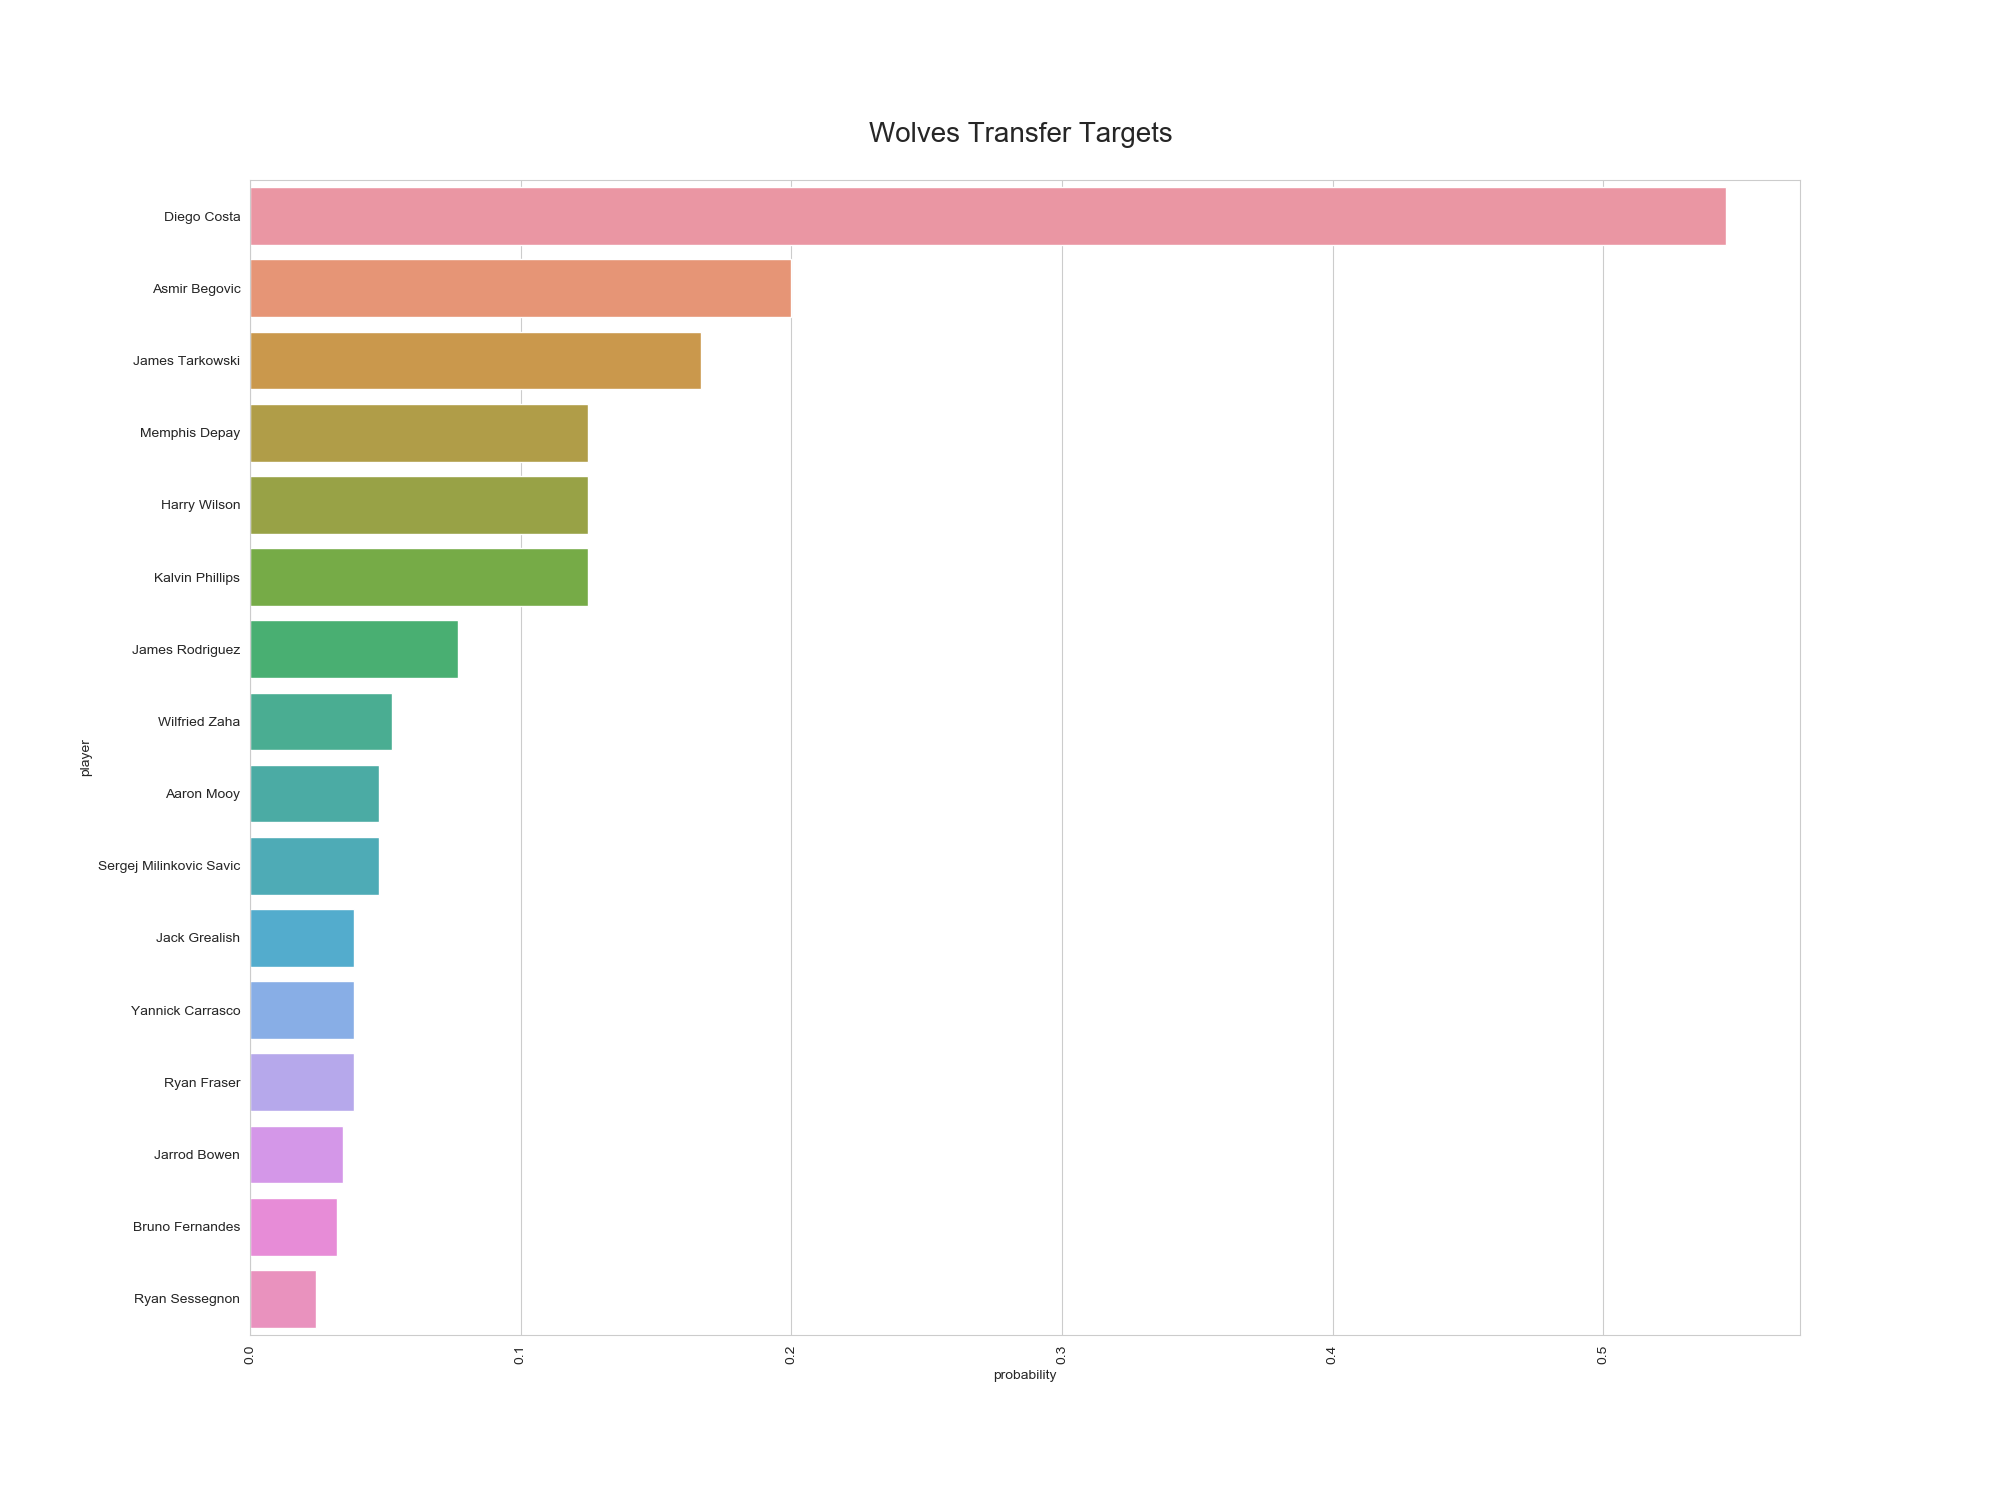 Wolves Transfer Targets
Diego Costa
Asmir Begovic
James Tarkowski
Memphis Depay
Harry Wilson
Kalvin Phillips
James Rodriguez
Wilfried Zaha
player
Aaron Mooy
Sergej Milinkovic Savic
Jack Grealish
Yannick Carrasco
Ryan Fraser
Jarrod Bowen
Bruno Fernandes
Ryan Sessegnon
0.0 0.1 0.2 0.3 0.4 0.5
probability